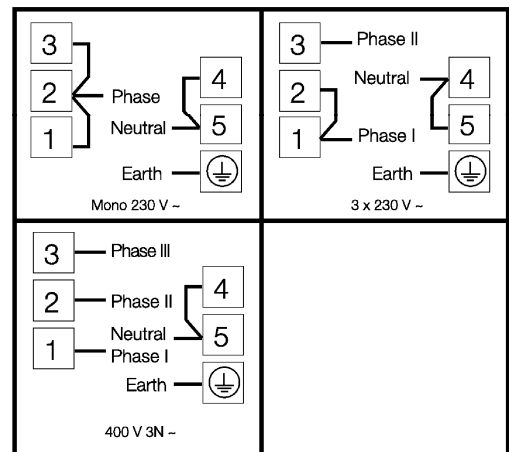 3
2
Phase
1
4
Neutral
5
Earth
Mono 230 V ~
3
Phase II
2
Neutral
4
1
Phase I
5
Earth
3 x 230 V ~
3
Phase III
2
Phase II
4
Neutral
5
1
Phase I
Earth
400 V 3N ~